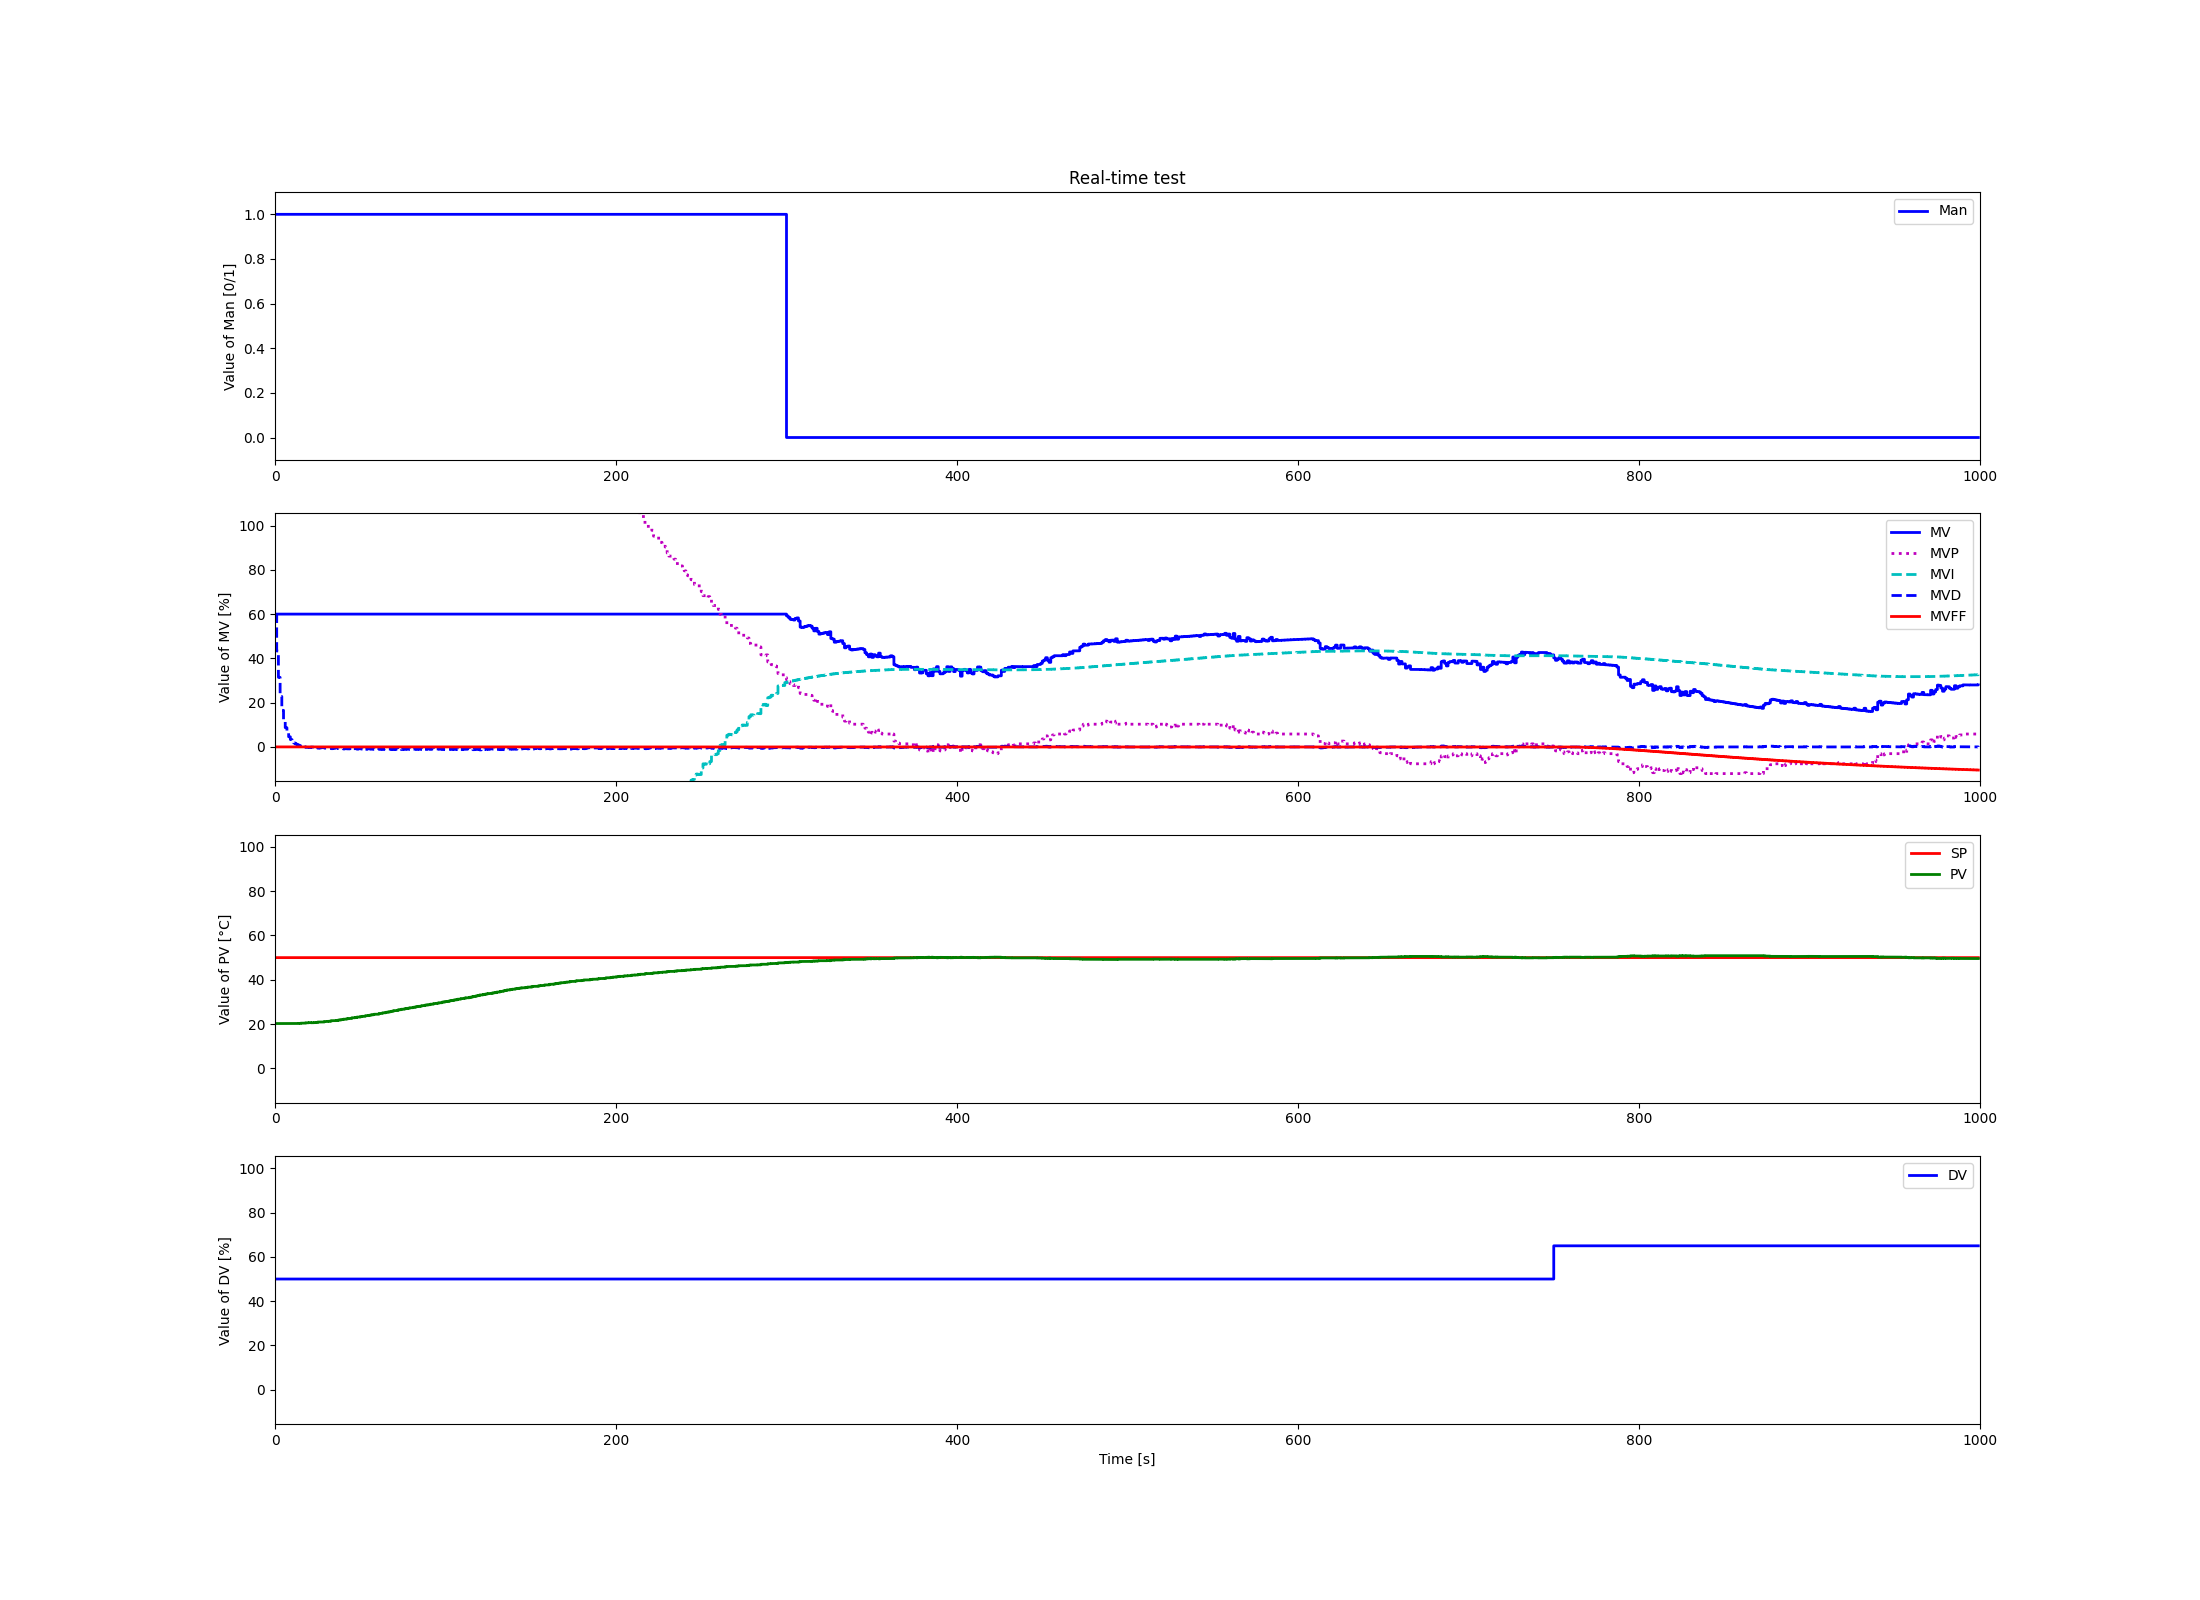 Real-time test
Value of Man [0/1]
1.0
0.8
0.6
0.4
0.2
0.0
Man
0 200 400 600 800 1000
Value of MV [%]
100
80
60
40
20
0
MV
MVP
MVI
MVD
MVFF
0 200 400 600 800 1000
Value of PV [°C]
100
80
60
40
20
0
SP
PV
0 200 400 600 800 1000
Value of DV [%]
100
80
60
40
20
0
DV
0 200 400 600 800 1000
Time [s]